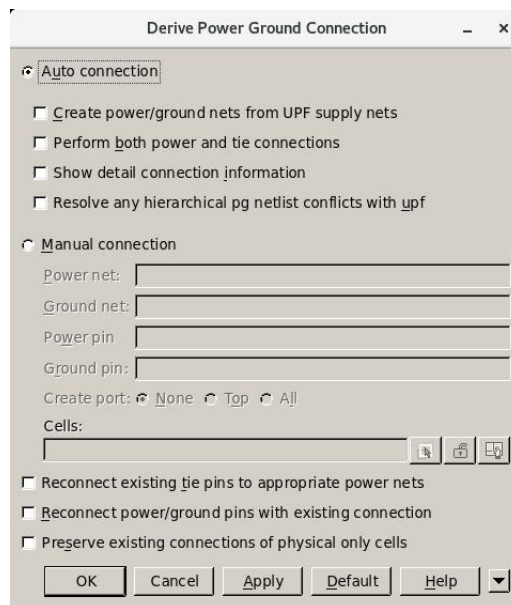 Derive Power Ground Connection
Auto connection
Create power/ground nets from UPF supply nets
Perform both power and tie connections
Show detail connection information
Resolve any hierarchical pg netlist conflicts with upf
Manual connection
Power net:
Ground net:
Power pin
Ground pin:
Create port: None Top All
Cells:
Reconnect existing tie pins to appropriate power nets
Reconnect power/ground pins with existing connection
Preserve existing connections of physical only cells
OK Cancel Apply Default Help